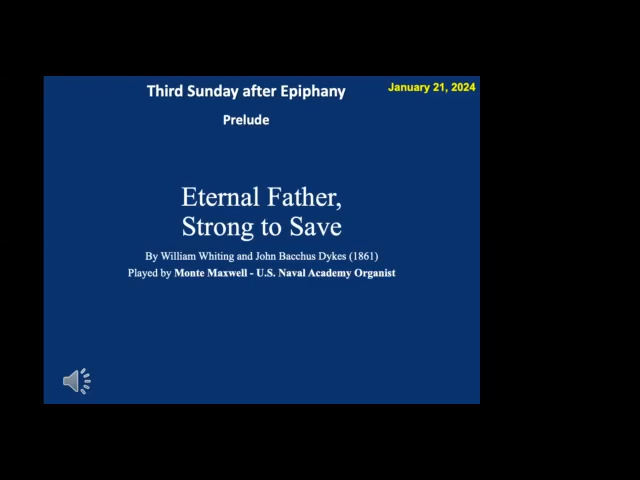 Third Sunday after Epiphany
January 21, 2024
Prelude
Eternal Father,
Strong to Save
By William Whiting and John Bacchus Dykes (1861)
Played by Monte Maxwell - U.S. Naval Academy Organist